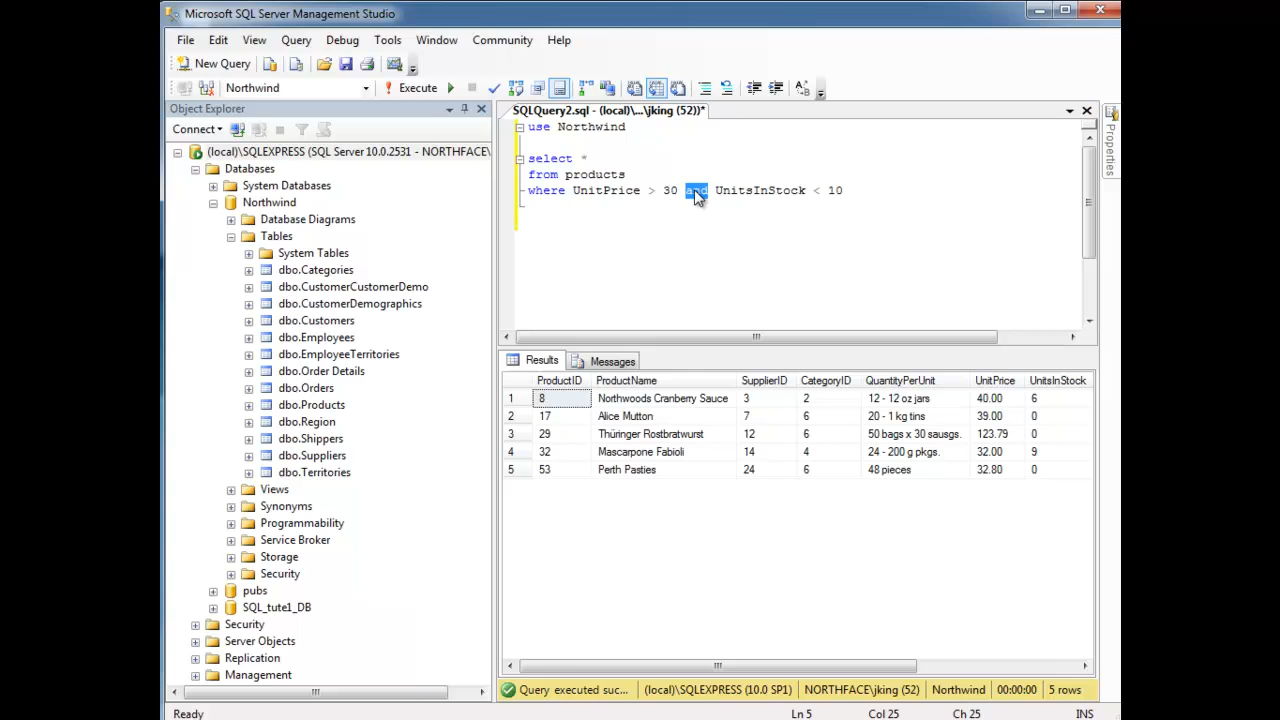 Microsoft SQL Server Management Studio
File Edit View Query Debug Tools Window Community Help
New Query
Northwind Execute
Object Explorer
Connect
(local)\SQLEXPRESS (SQL Server 10.0.2531 - NORTHFACE\
Databases
System Databases
Northwind
Database Diagrams
Tables
System Tables
dbo.Categories
dbo.CustomerCustomerDemo
dbo.CustomerDemographics
dbo.Customers
dbo.Employees
dbo.EmployeeTerritories
dbo.Order Details
dbo.Orders
dbo.Products
dbo.Region
dbo.Shippers
dbo.Suppliers
dbo.Territories
Views
Synonyms
Programmability
Service Broker
Storage
Security
pubs
SQL_tute1_DB
Security
Server Objects
Replication
Management
SQLQuery2.sql - (local)\...\jking (52))*
use Northwind
select *
from products
where UnitPrice > 30 and UnitsInStock < 10
Properties
Results Messages
ProductID ProductName SupplierID CategoryID QuantityPerUnit UnitPrice UnitsInStock
1 8 Northwoods Cranberry Sauce 3 2 12 - 12 oz jars 40.00 6
2 17 Alice Mutton 7 6 20 - 1 kg tins 39.00 0
3 29 Thüringer Rostbratwurst 12 6 50 bags x 30 sausgs. 123.79 0
4 32 Mascarpone Fabioli 14 4 24 - 200 g pkgs. 32.00 9
5 53 Perth Pasties 24 6 48 pieces 32.80 0
Query executed suc... (local)\SQLEXPRESS (10.0 SP1) NORTHFACE\jking (52) Northwind 00:00:00 5 rows
Ready Ln 5 Col 25 Ch 25 INS